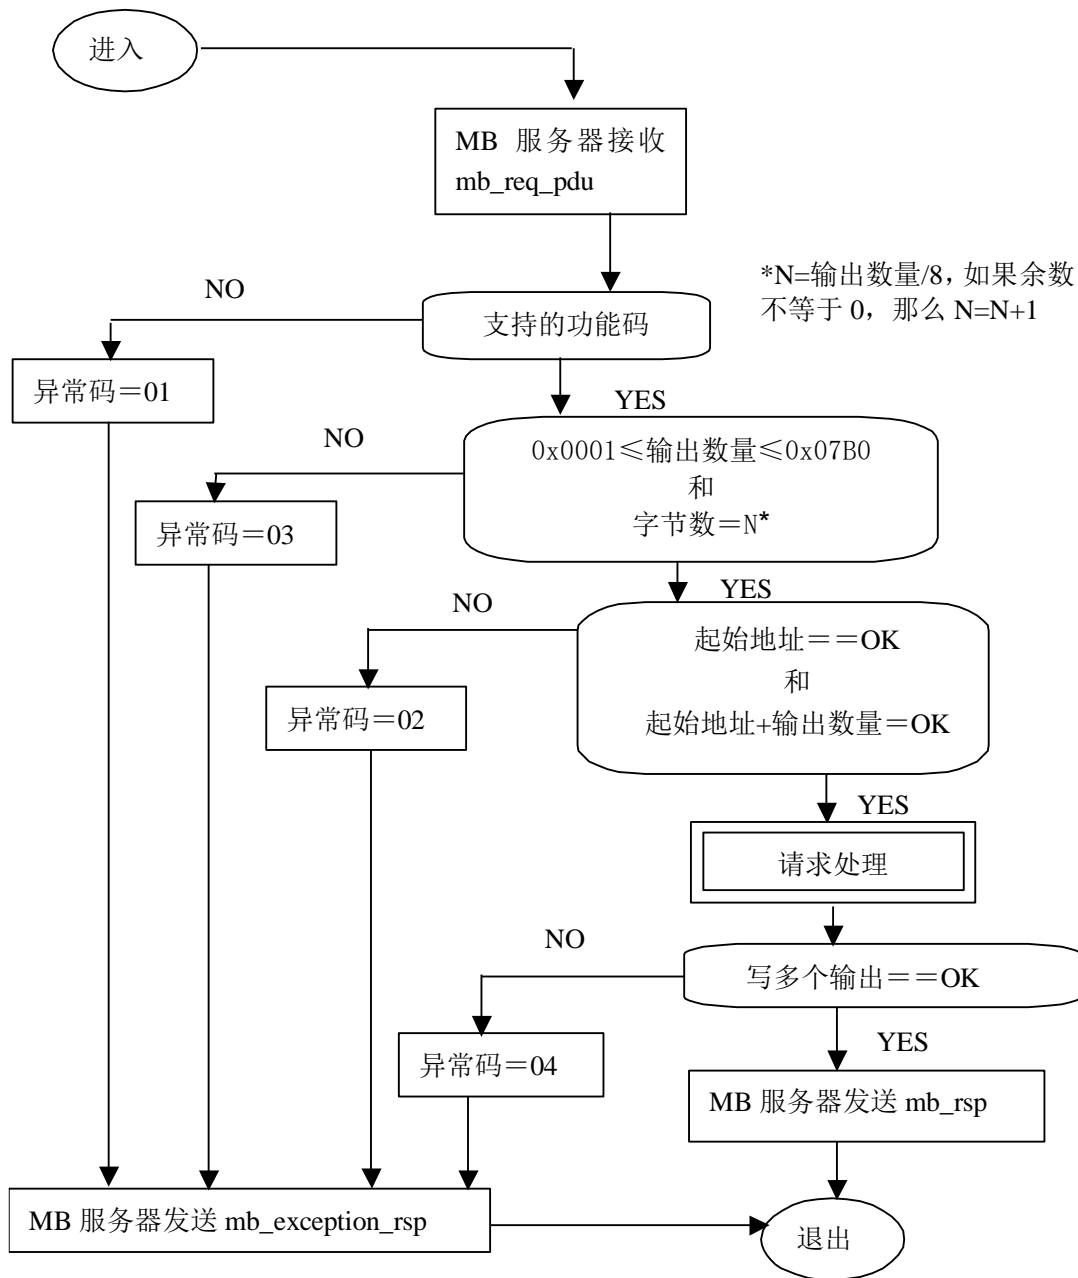 进入
MB 服务器接收
mb_req_pdu
*N=输出数量/8，如果余数
不等于 0，那么 N=N+1
NO
支持的功能码
异常码＝01
YES
NO
0x0001≤输出数量≤0x07B0
和
字节数＝N*
异常码＝03
YES
NO
起始地址＝＝OK
和
起始地址+输出数量＝OK
异常码＝02
YES
请求处理
NO
写多个输出＝＝OK
YES
异常码＝04
MB 服务器发送 mb_rsp
MB 服务器发送 mb_exception_rsp
退出